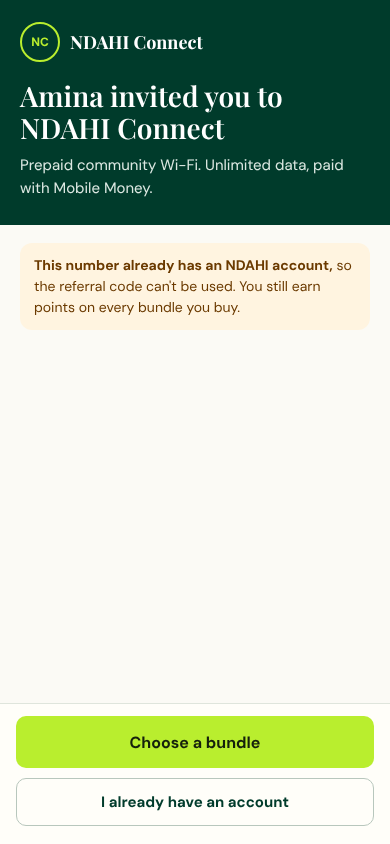 NC
NDAHI Connect
Amina invited you to
NDAHI Connect
Prepaid community Wi-Fi. Unlimited data, paid
with Mobile Money.
This number already has an NDAHI account, so
the referral code can't be used. You still earn
points on every bundle you buy.
Choose a bundle
I already have an account